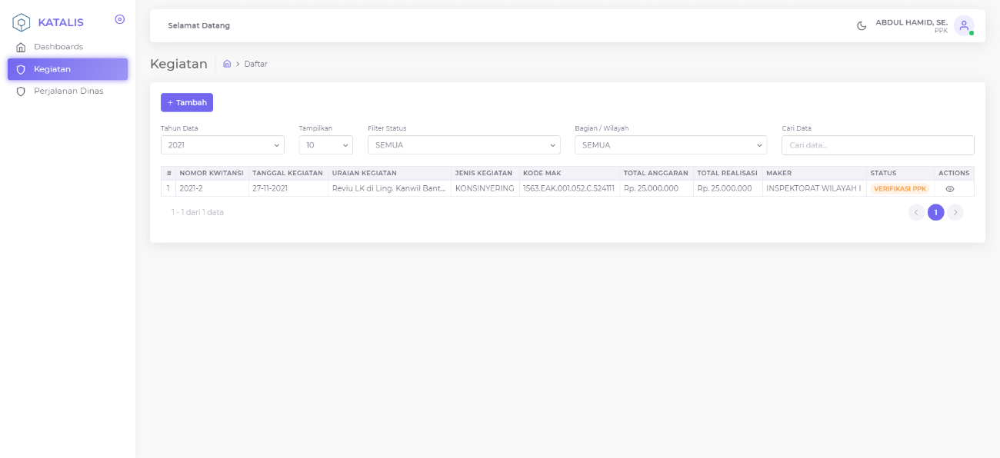 KATALIS
Dashboards
Kegiatan
Perjalanan Dinas
Selamat Datang
ABDUL HAMID, SE.
PPK
Kegiatan
Daftar
+ Tambah
Tahun Data
2021
Tampilkan
10
Filter Status
SEMUA
Bagian / Wilayah
SEMUA
Cari Data
Cari data...
# NOMOR KWITANSI TANGGAL KEGIATAN URAIAN KEGIATAN JENIS KEGIATAN KODE MAK TOTAL ANGGARAN TOTAL REALISASI MAKER STATUS ACTIONS
1 2021-2 27-11-2021 Reviu LK di Ling. Kanwil Bant... KONSINYERING 1563.EAK.001.052.C.524111 Rp. 25.000.000 Rp. 25.000.000 INSPEKTORAT WILAYAH I VERIFIKASI PPK
1 - 1 dari 1 data
1